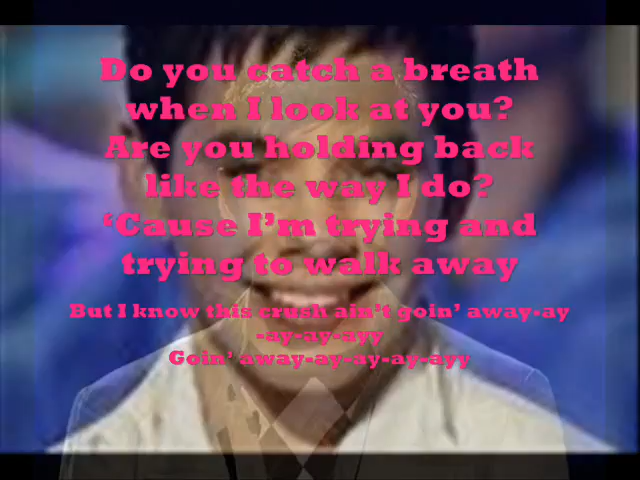 Do you catch a breath
when I look at you?
Are you holding back
like the way I do?
‘Cause I’m trying and
trying to walk away
But I know this crush ain’t goin’ away-ay
-ay-ay-ayy
Goin’ away-ay-ay-ay-ayy